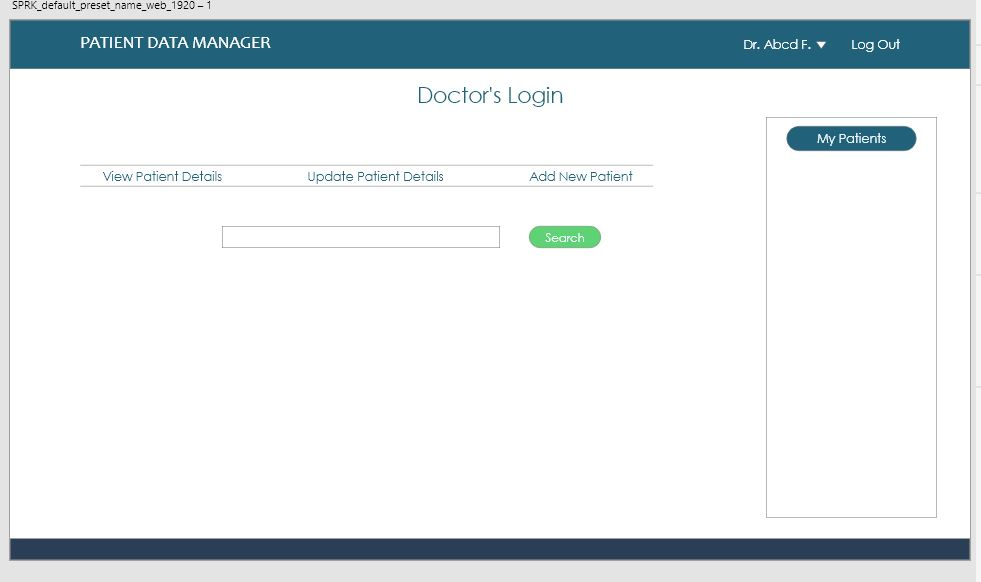 SPRK_default_preset_name_web_1920 – 1
PATIENT DATA MANAGER
Dr. Abcd F. ▼ Log Out
Doctor's Login
My Patients
View Patient Details Update Patient Details Add New Patient
Search